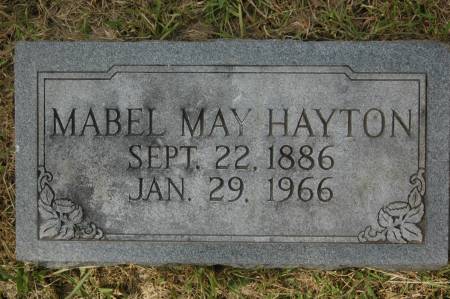 MABEL MAY HAYTON
SEPT. 22, 1886
JAN. 29, 1966